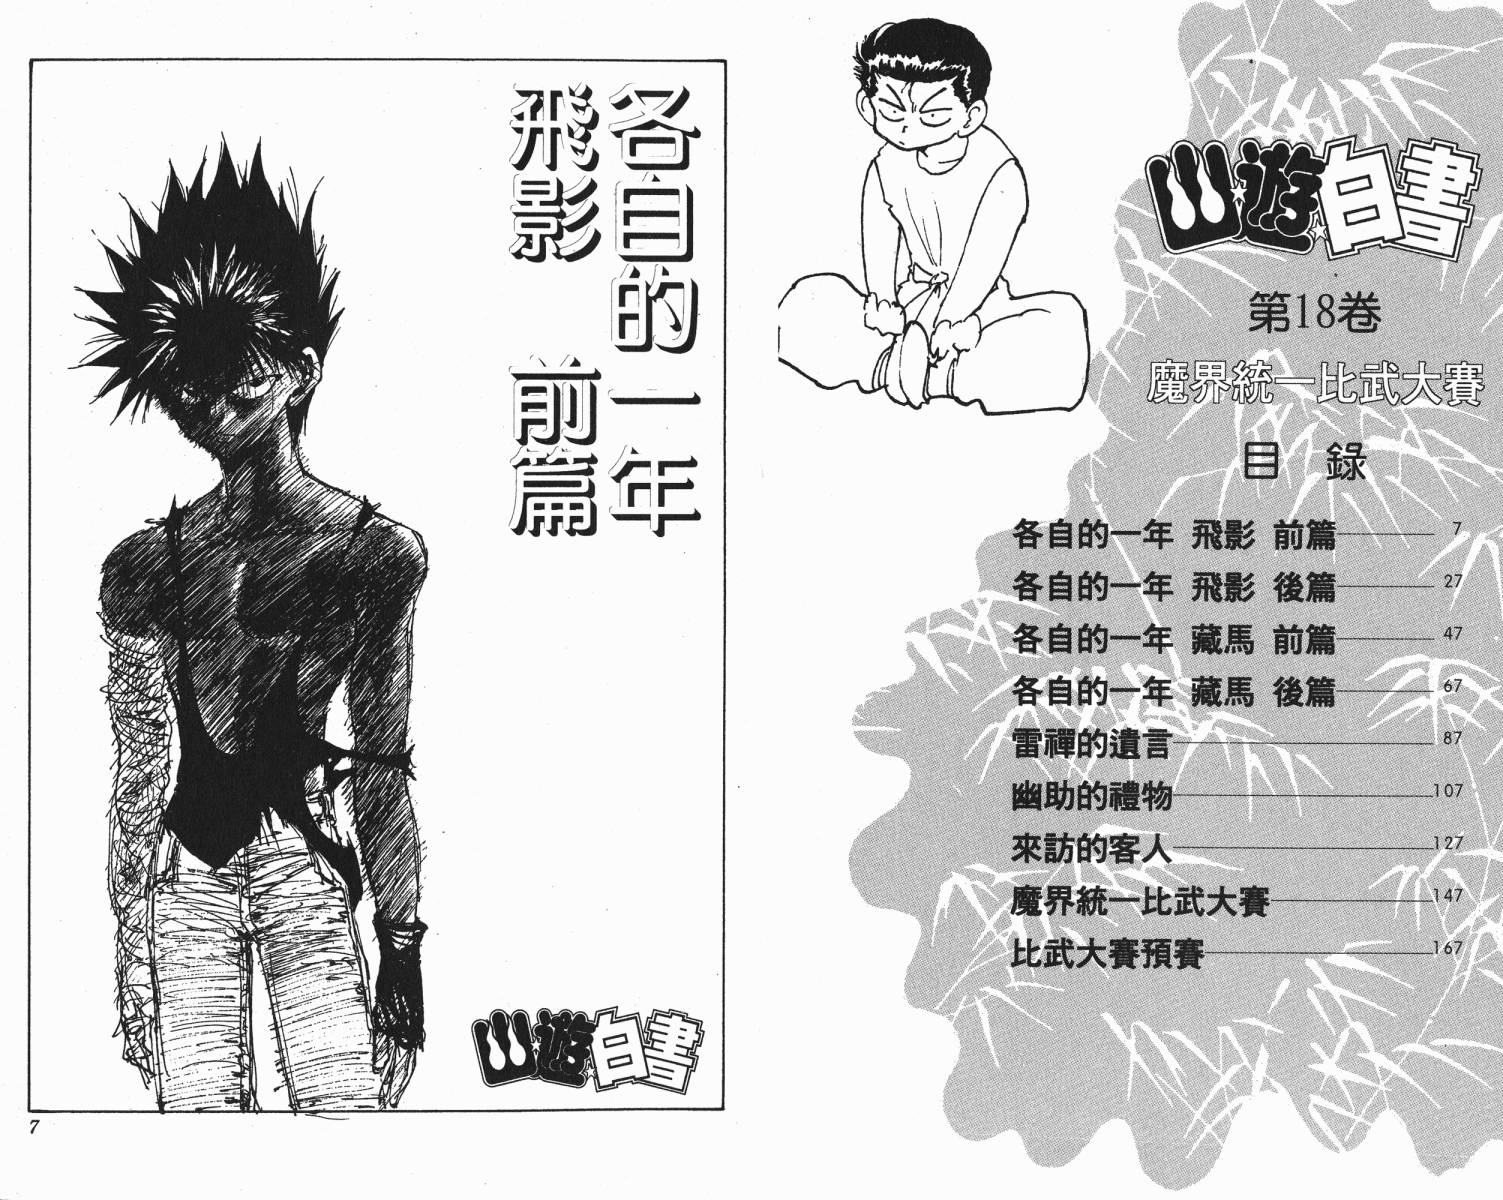 幽遊白書
第18卷
魔界統一比武大賽
目錄
各自的一年 飛影 前篇 7
各自的一年 飛影 後篇 27
各自的一年 藏馬 前篇 47
各自的一年 藏馬 後篇 67
雷禪的遺言 87
幽助的禮物 107
來訪的客人 127
魔界統一比武大賽 147
比武大賽預賽 167
各自的一年
飛影 前篇
幽遊白書
7